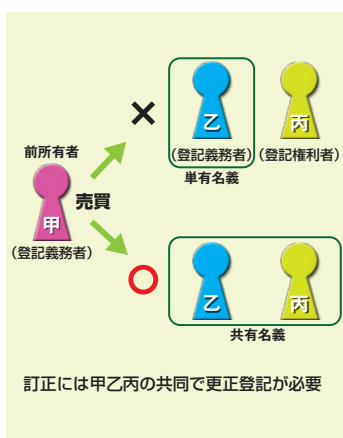 ×
乙
丙
(登記義務者)
(登記権利者)
単有名義
前所有者
甲
売買
(登記義務者)
○
乙
丙
共有名義
訂正には甲乙丙の共同で更正登記が必要